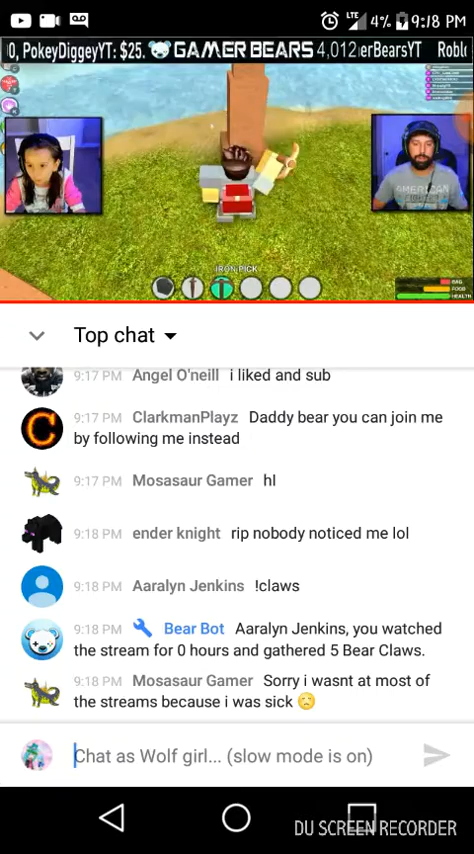 LTE 4% 9:18 PM
0, PokeyDiggeyYT: $25. GAMER BEARS 4,012 erBearsYT Robl
AMERICAN
IRON PICK
BAG
FOOD
HEALTH
Top chat
9:17 PM Angel O'neill i liked and sub
9:17 PM ClarkmanPlayz Daddy bear you can join me
by following me instead
9:17 PM Mosasaur Gamer hI
9:18 PM ender knight rip nobody noticed me lol
9:18 PM Aaralyn Jenkins !claws
9:18 PM Bear Bot Aaralyn Jenkins, you watched
the stream for 0 hours and gathered 5 Bear Claws.
9:18 PM Mosasaur Gamer Sorry i wasnt at most of
the streams because i was sick 😞
Chat as Wolf girl... (slow mode is on)
DU SCREEN RECORDER